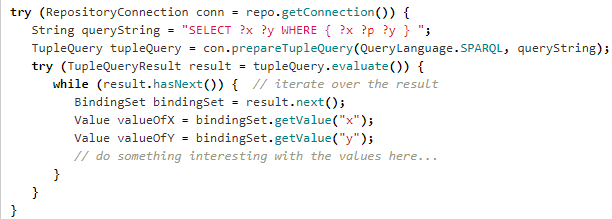 try (RepositoryConnection conn = repo.getConnection()) {
   String queryString = "SELECT ?x ?y WHERE { ?x ?p ?y } ";
   TupleQuery tupleQuery = con.prepareTupleQuery(QueryLanguage.SPARQL, queryString);
   try (TupleQueryResult result = tupleQuery.evaluate()) {
      while (result.hasNext()) {  // iterate over the result
         BindingSet bindingSet = result.next();
         Value valueOfX = bindingSet.getValue("x");
         Value valueOfY = bindingSet.getValue("y");
         // do something interesting with the values here...
      }
   }
}